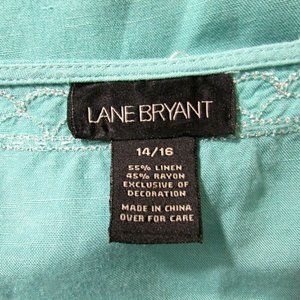 LANE BRYANT
14/16
55% LINEN
45% RAYON
EXCLUSIVE OF
DECORATION
MADE IN CHINA
OVER FOR CARE